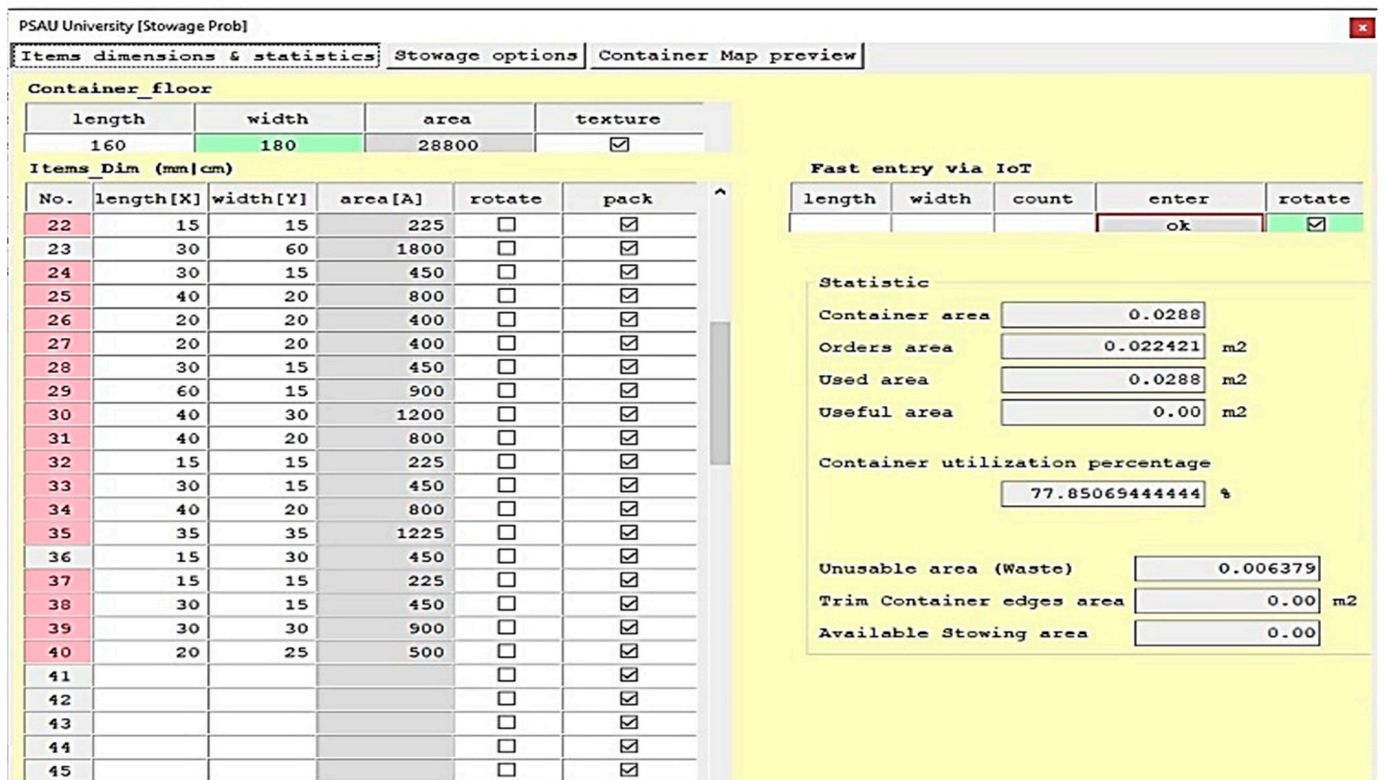 PSAU University [Stowage Prob]
Items dimensions & statistics Stowage options Container Map preview
Container_floor
length width area texture
160 180 28800
Items_Dim (mm|cm)
No. length[X] width[Y] area[A] rotate pack
22 15 15 225
23 30 60 1800
24 30 15 450
25 40 20 800
26 20 20 400
27 20 20 400
28 30 15 450
29 60 15 900
30 40 30 1200
31 40 20 800
32 15 15 225
33 30 15 450
34 40 20 800
35 35 35 1225
36 15 30 450
37 15 15 225
38 30 15 450
39 30 30 900
40 20 25 500
41
42
43
44
45
Fast entry via IoT
length width count enter rotate
ok
Statistic
Container area 0.0288
Orders area 0.022421 m2
Used area 0.0288 m2
Useful area 0.00 m2
Container utilization percentage
77.85069444444 %
Unusable area (Waste) 0.006379
Trim Container edges area 0.00 m2
Available Stowing area 0.00